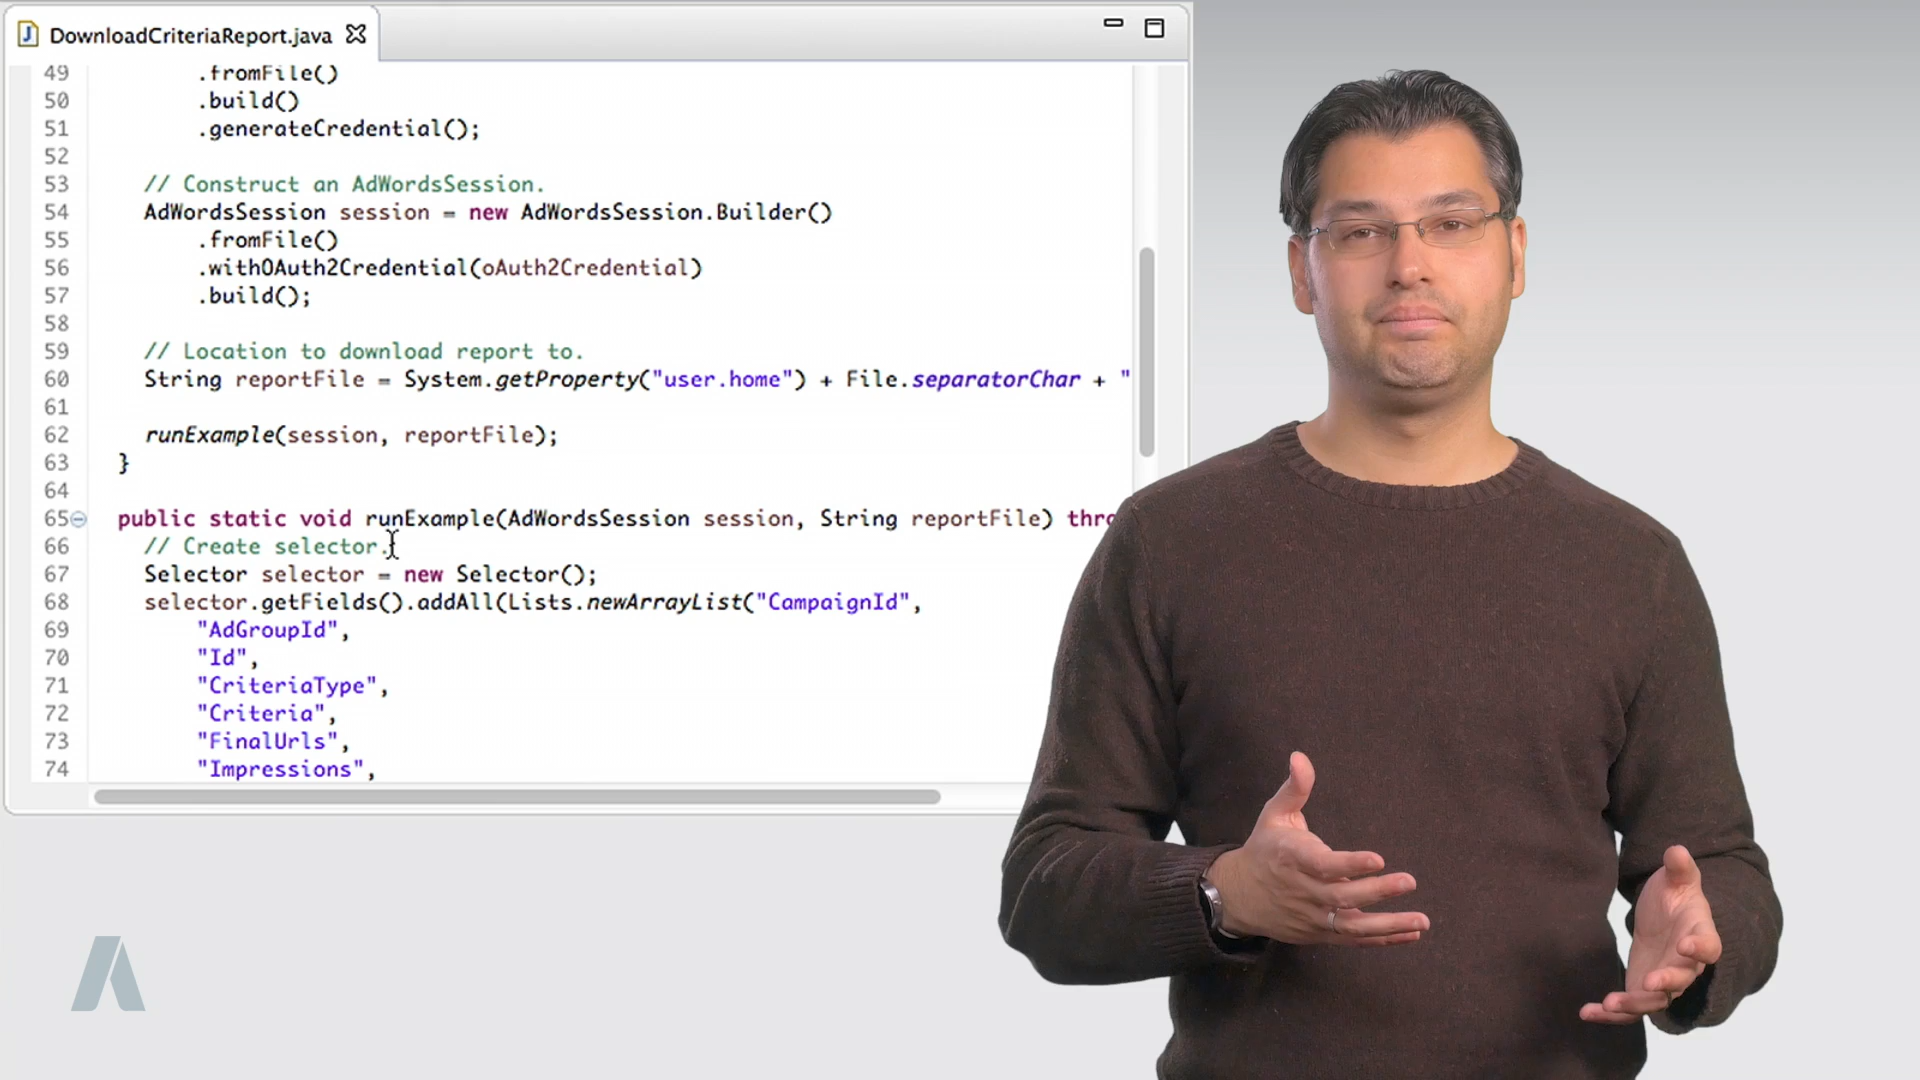 DownloadCriteriaReport.java
49 .fromFile()
50 .build()
51 .generateCredential();
52
53 // Construct an AdWordsSession.
54 AdWordsSession session = new AdWordsSession.Builder()
55 .fromFile()
56 .withOAuth2Credential(oAuth2Credential)
57 .build();
58
59 // Location to download report to.
60 String reportFile = System.getProperty("user.home") + File.separatorChar + "
61
62 runExample(session, reportFile);
63 }
64
65 public static void runExample(AdWordsSession session, String reportFile) thro
66 // Create selector.
67 Selector selector = new Selector();
68 selector.getFields().addAll(Lists.newArrayList("CampaignId",
69 "AdGroupId",
70 "Id",
71 "CriteriaType",
72 "Criteria",
73 "FinalUrls",
74 "Impressions",